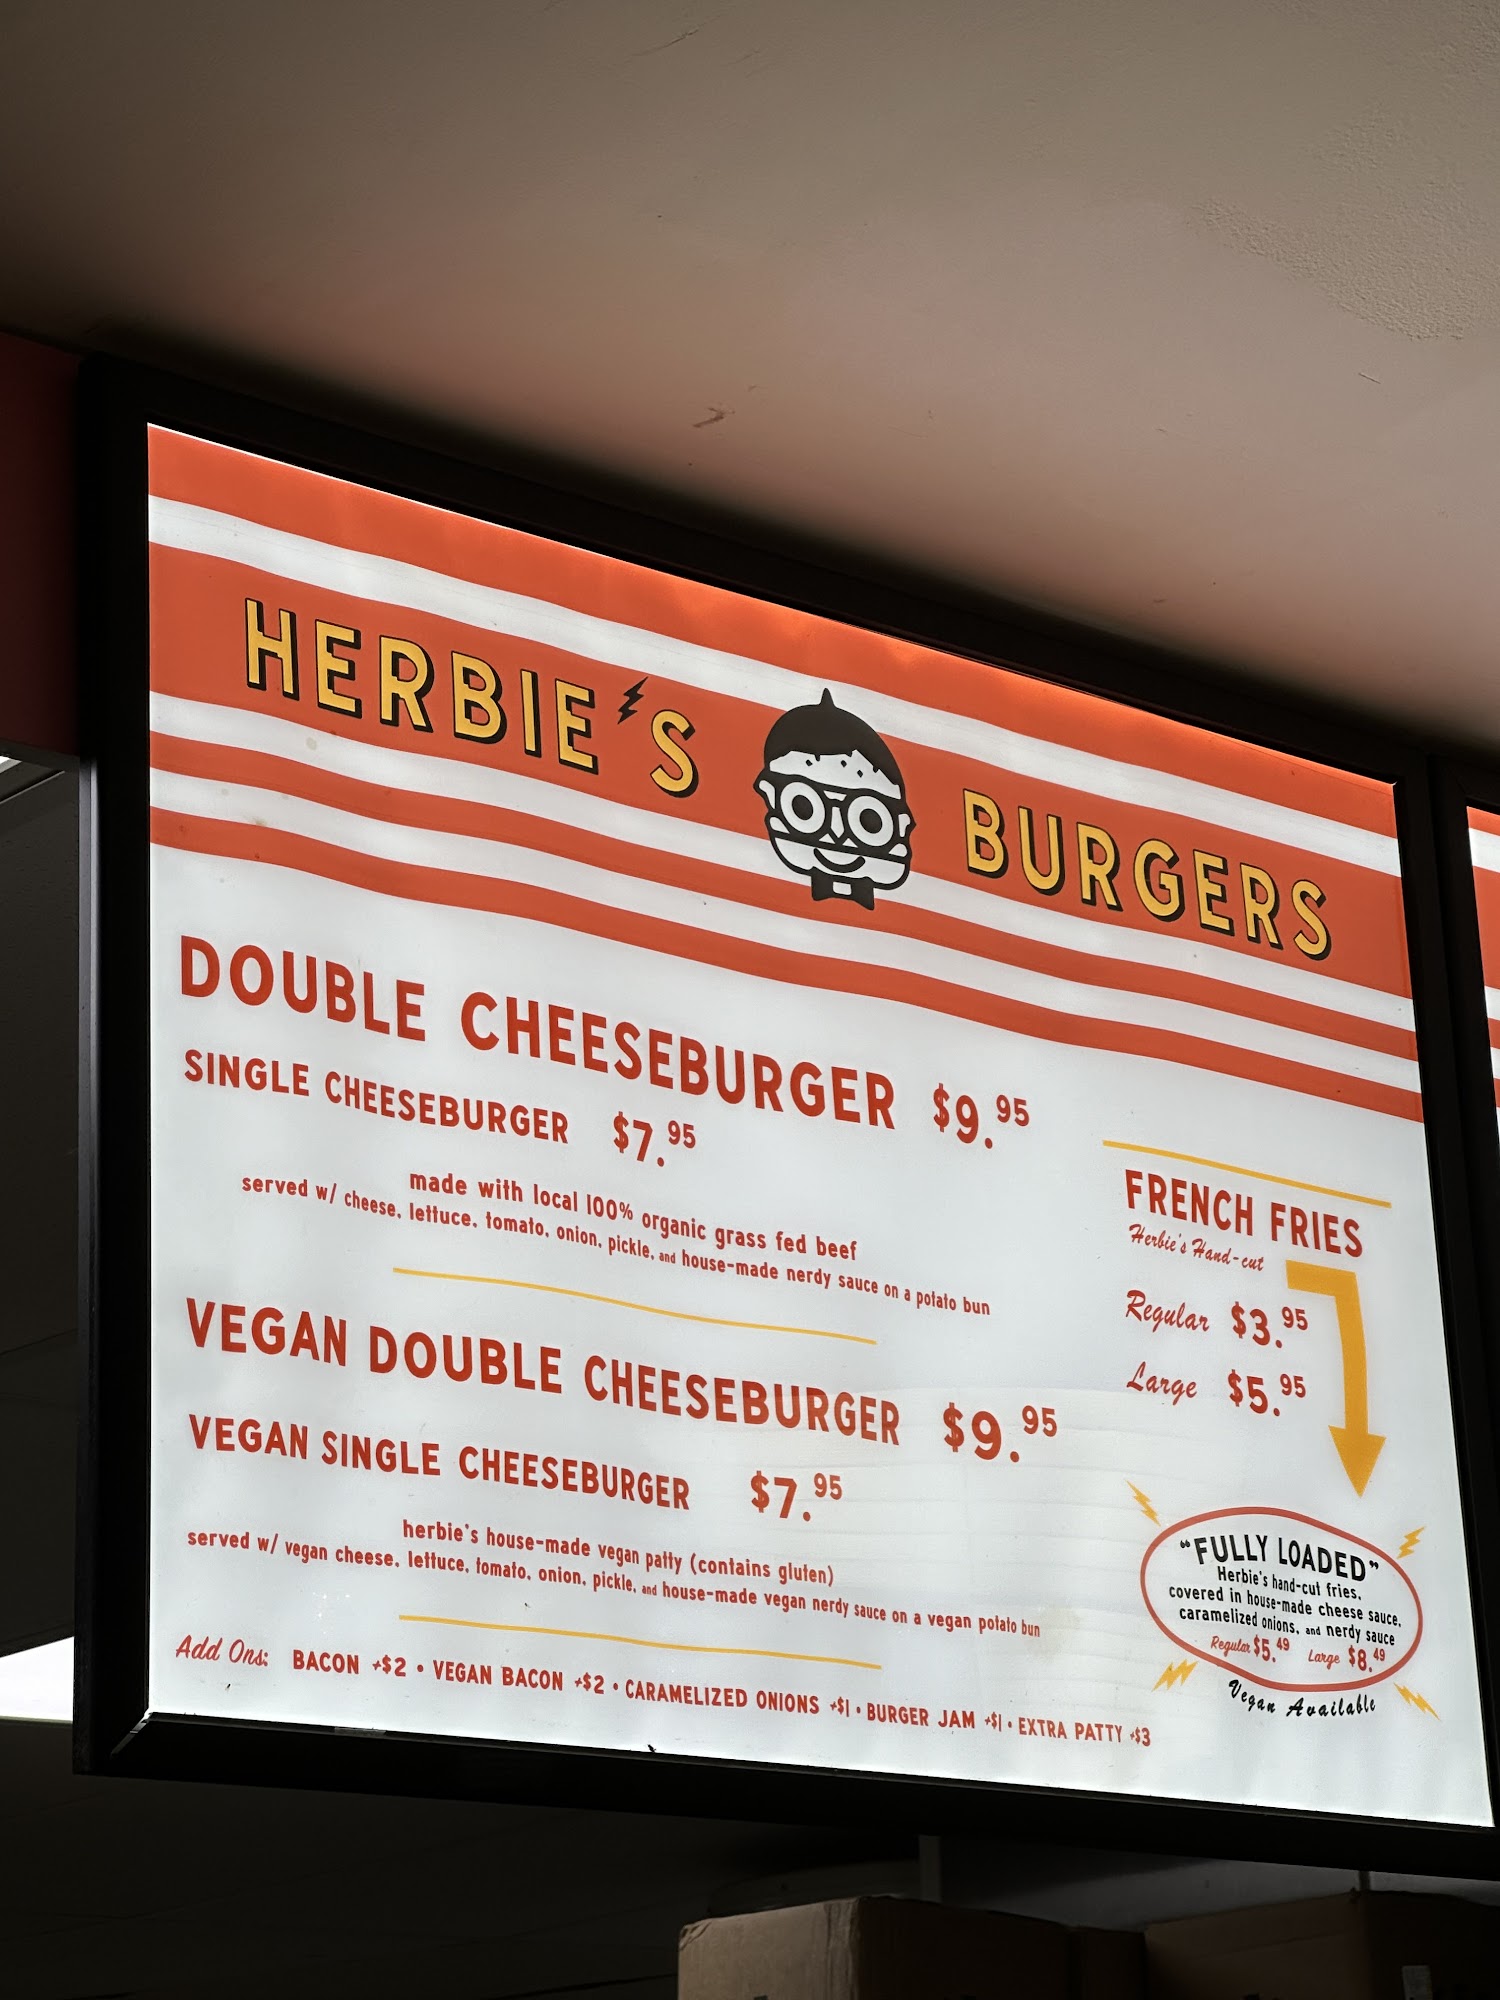 HERBIE'S BURGERS
DOUBLE CHEESEBURGER $9.95
SINGLE CHEESEBURGER $7.95
made with local 100% organic grass fed beef
served w/ cheese, lettuce, tomato, onion, pickle, and house-made nerdy sauce on a potato bun
VEGAN DOUBLE CHEESEBURGER $9.95
VEGAN SINGLE CHEESEBURGER $7.95
herbie's house-made vegan patty (contains gluten)
served w/ vegan cheese, lettuce, tomato, onion, pickle, and house-made vegan nerdy sauce on a vegan potato bun
Add Ons: BACON +$2 • VEGAN BACON +$2 • CARAMELIZED ONIONS +$1 • BURGER JAM +$1 • EXTRA PATTY +$3
FRENCH FRIES
Herbie's Hand-cut
Regular $3.95
Large $5.95
"FULLY LOADED"
Herbie's hand-cut fries,
covered in house-made cheese sauce,
caramelized onions, and nerdy sauce
Regular $5.49 Large $8.49
Vegan Available